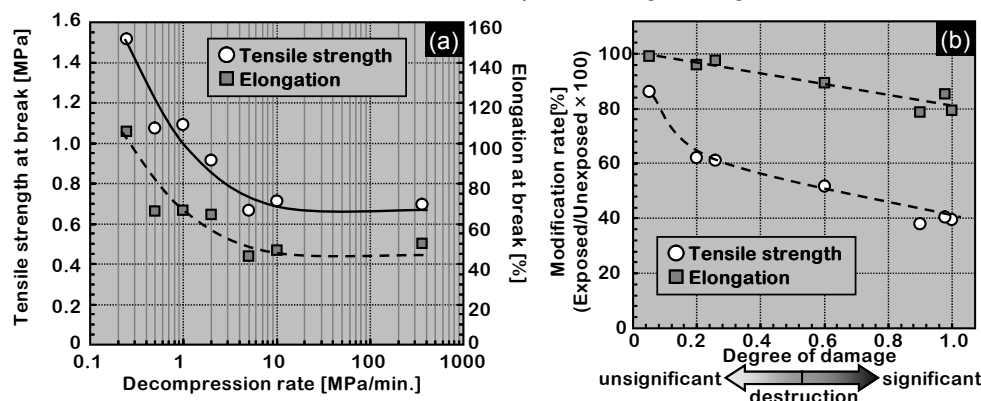 (a)
Tensile strength at break [MPa]
1.6
1.4
1.2
1.0
0.8
0.6
0.4
0.2
0
Tensile strength
Elongation
160
140
120
100
80
60
40
20
0
Elongation at break [%]
0.1
1
10
100
1000
Decompression rate [MPa/min.]
(b)
Modification rate[%]
(Exposed/Unexposed × 100)
100
80
60
40
20
0
Tensile strength
Elongation
0
0.2
0.4
0.6
0.8
1.0
Degree of damage
unsignificant
significant
destruction